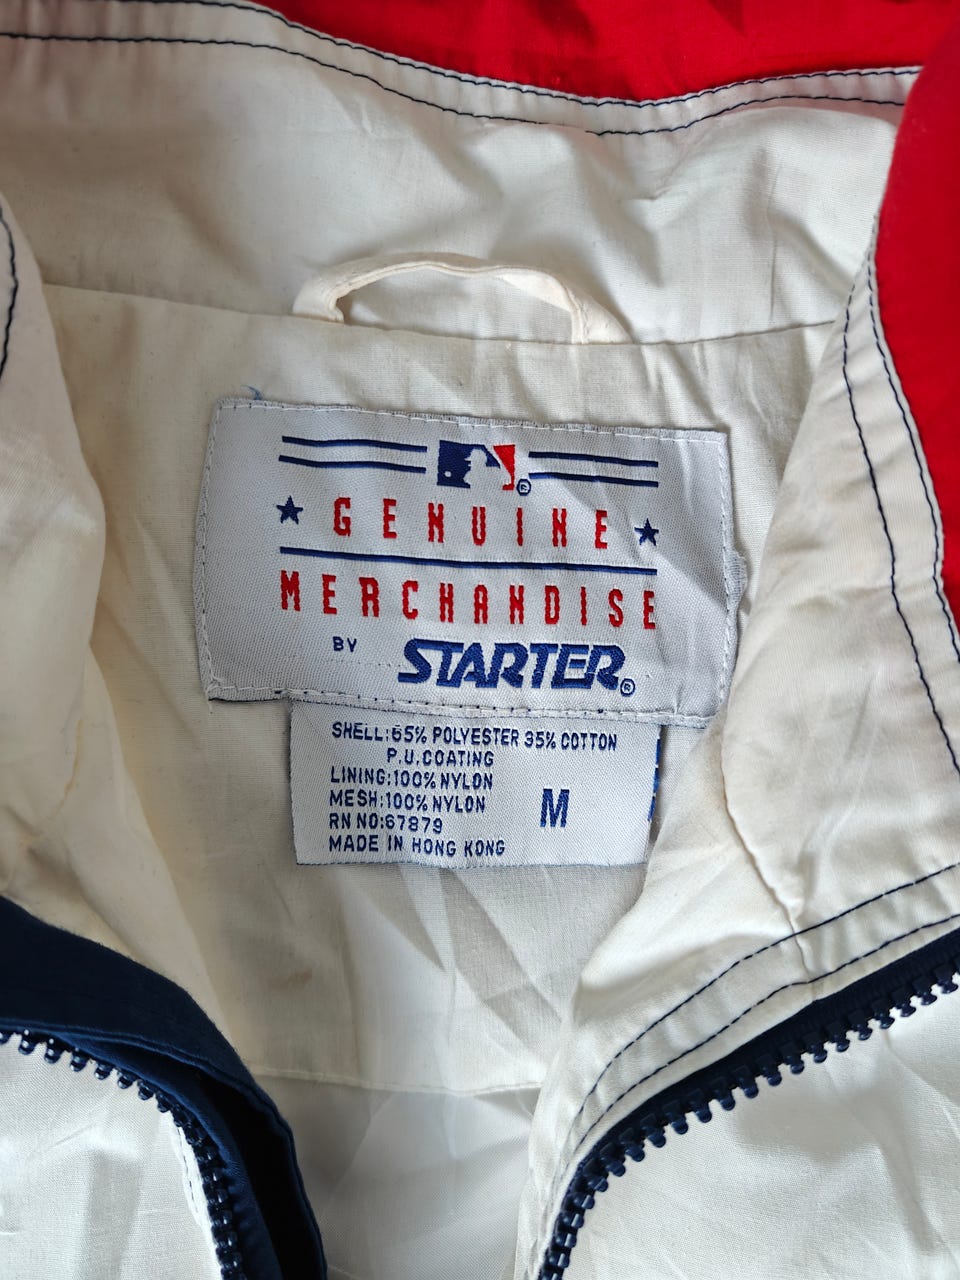 GENUINE
MERCHANDISE
BY STARTER®
SHELL:65% POLYESTER 35% COTTON
P.U.COATING
LINING:100% NYLON
MESH:100% NYLON
RN NO:67879
MADE IN HONG KONG
M